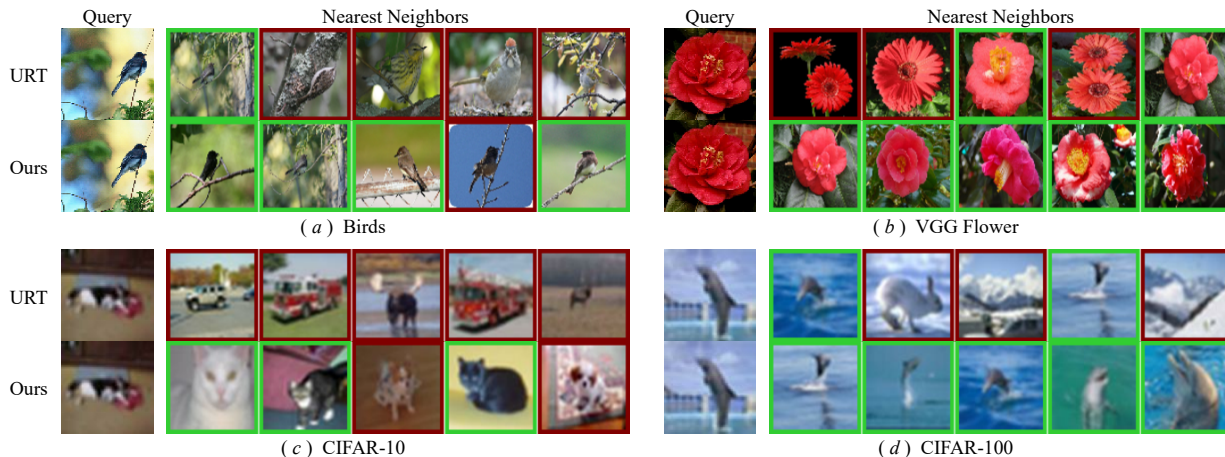 Query Nearest Neighbors Query Nearest Neighbors
URT
Ours
( a ) Birds ( b ) VGG Flower
URT
Ours
( c ) CIFAR-10 ( d ) CIFAR-100